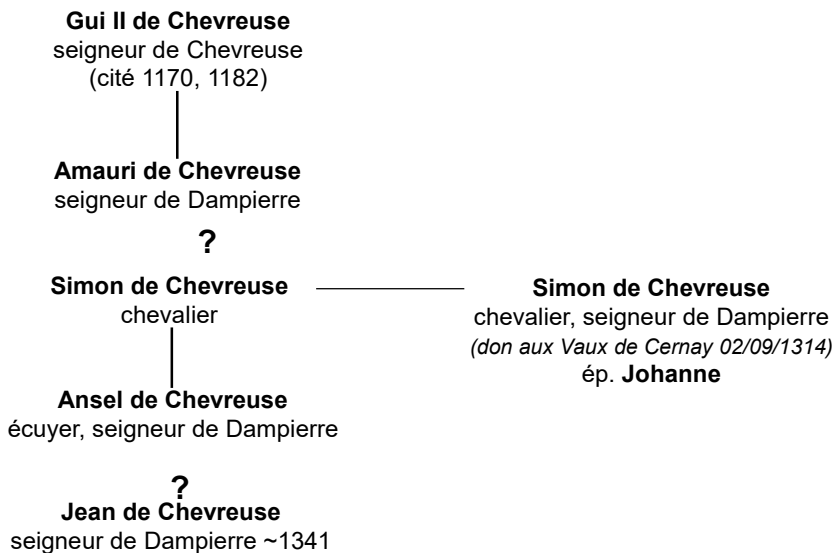 Gui II de Chevreuse
seigneur de Chevreuse
(cité 1170, 1182)
Amauri de Chevreuse
seigneur de Dampierre
?
Simon de Chevreuse
chevalier
Simon de Chevreuse
chevalier, seigneur de Dampierre
(don aux Vaux de Cernay 02/09/1314)
ép. Johanne
Ansel de Chevreuse
écuyer, seigneur de Dampierre
?
Jean de Chevreuse
seigneur de Dampierre ~1341